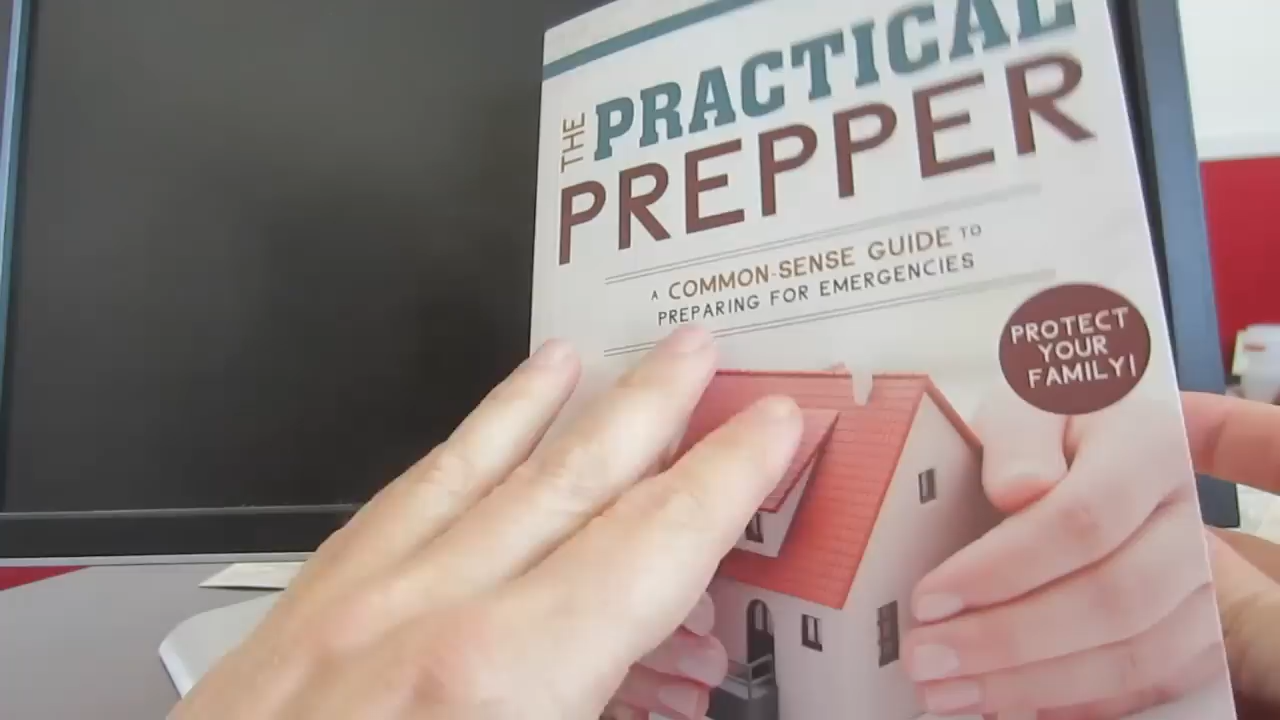 THE PRACTICAL
PREPPER
A COMMON-SENSE GUIDE TO
PREPARING FOR EMERGENCIES
PROTECT
YOUR
FAMILY!